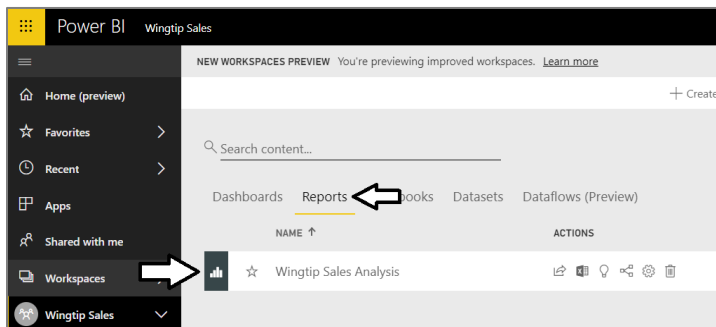 Power BI Wingtip Sales
NEW WORKSPACES PREVIEW You're previewing improved workspaces. Learn more
Home (preview)
Create
Favorites
Search content...
Recent
Dashboards Reports ooks Datasets Dataflows (Preview)
Apps
NAME ACTIONS
Shared with me
Wingtip Sales Analysis
Workspaces
Wingtip Sales